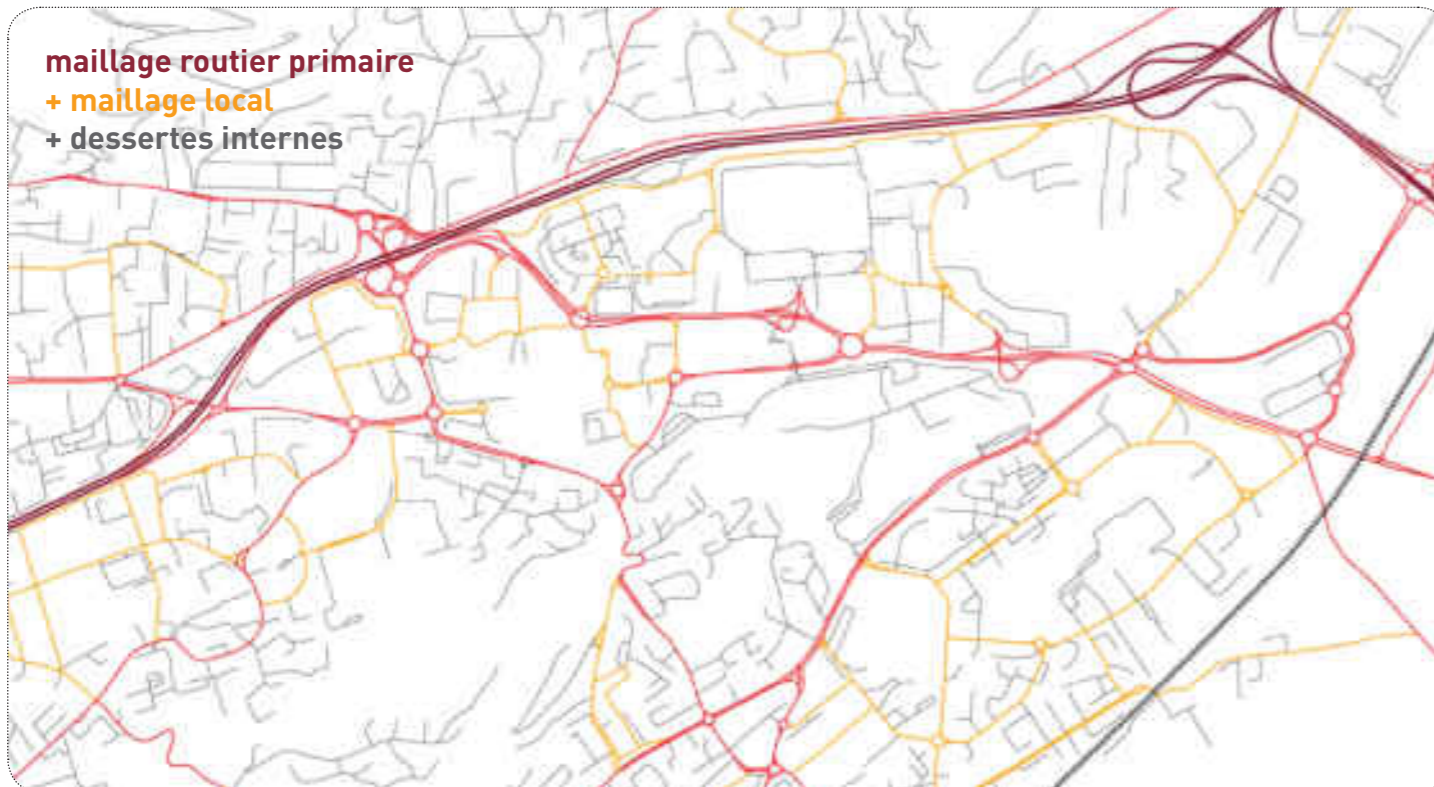 maillage routier primaire
+ maillage local
+ dessertes internes